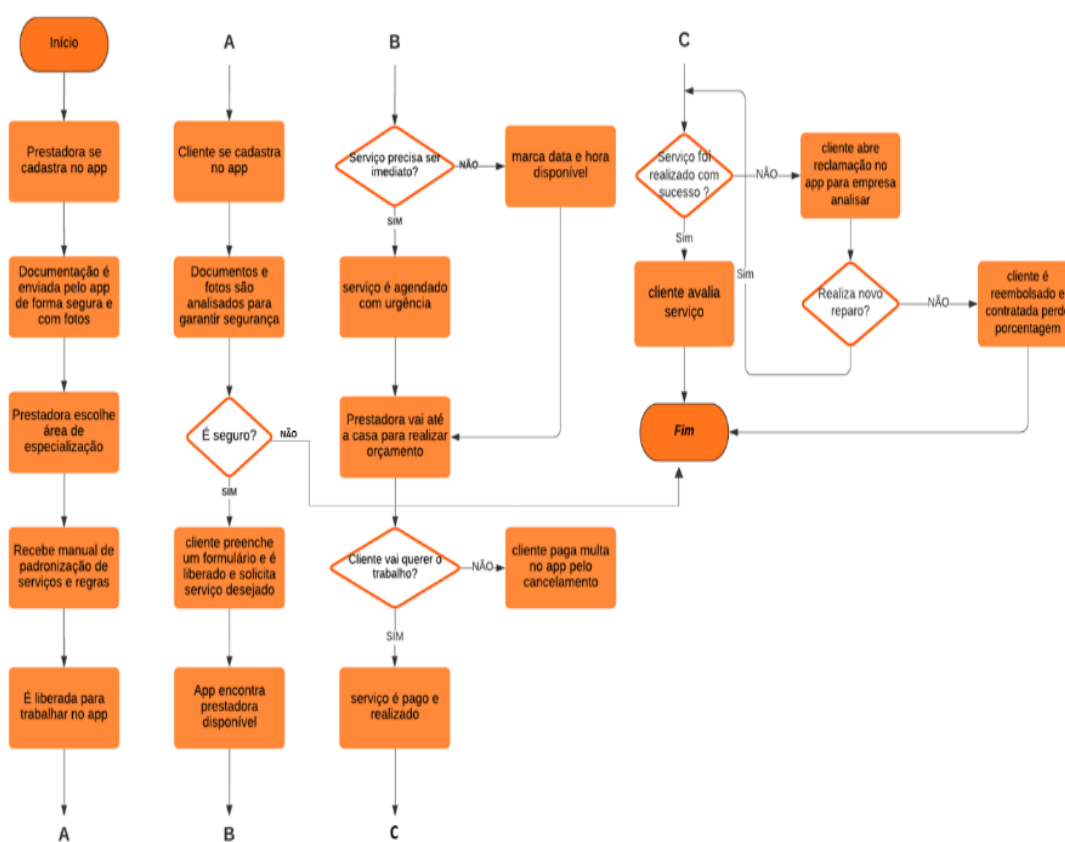 Início
Prestadora se
cadastra no app
Documentação é
enviada pelo app
de forma segura e
com fotos
Prestadora escolhe
área de
especialização
Recebe manual de
padronização de
serviços e regras
É liberada para
trabalhar no app
A
A
Cliente se cadastra
no app
Documentos e
fotos são
analisados para
garantir segurança
É seguro?
NÃO
SIM
cliente preenche
um formulário e é
liberado e solicita
serviço desejado
App encontra
prestadora
disponível
B
B
Serviço precisa ser
imediato?
NÃO
marca data e hora
disponível
SIM
serviço é agendado
com urgência
Prestadora vai até
a casa para realizar
orçamento
Cliente vai querer o
trabalho?
NÃO
cliente paga multa
no app pelo
cancelamento
SIM
serviço é pago e
realizado
C
C
Serviço foi
realizado com
sucesso ?
NÃO
cliente abre
reclamação no
app para empresa
analisar
Sim
cliente avalia
serviço
Sim
Realiza novo
reparo?
NÃO
cliente é
reembolsado e
contratada perde
porcentagem
Fim